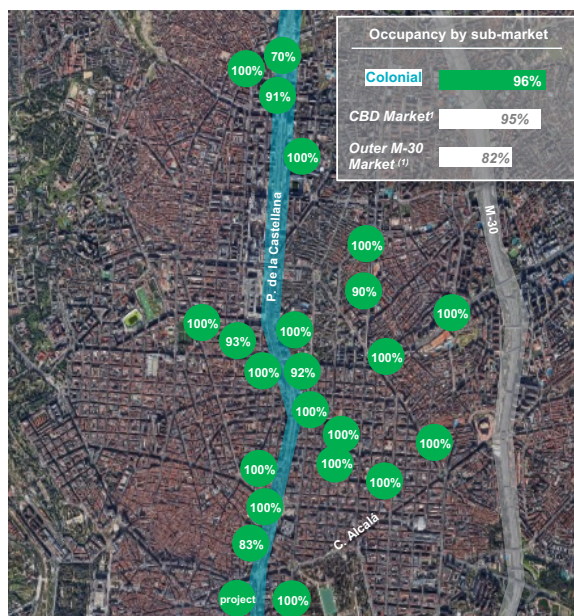 Occupancy by sub-market
Colonial
96%
CBD Market¹
95%
Outer M-30
Market (1)
82%
70%
100%
91%
100%
P. de la Castellana
M-30
100%
90%
100%
100%
100%
93%
100%
100%
92%
100%
100%
100%
100%
100%
100%
100%
83%
C. Alcalá
project
100%